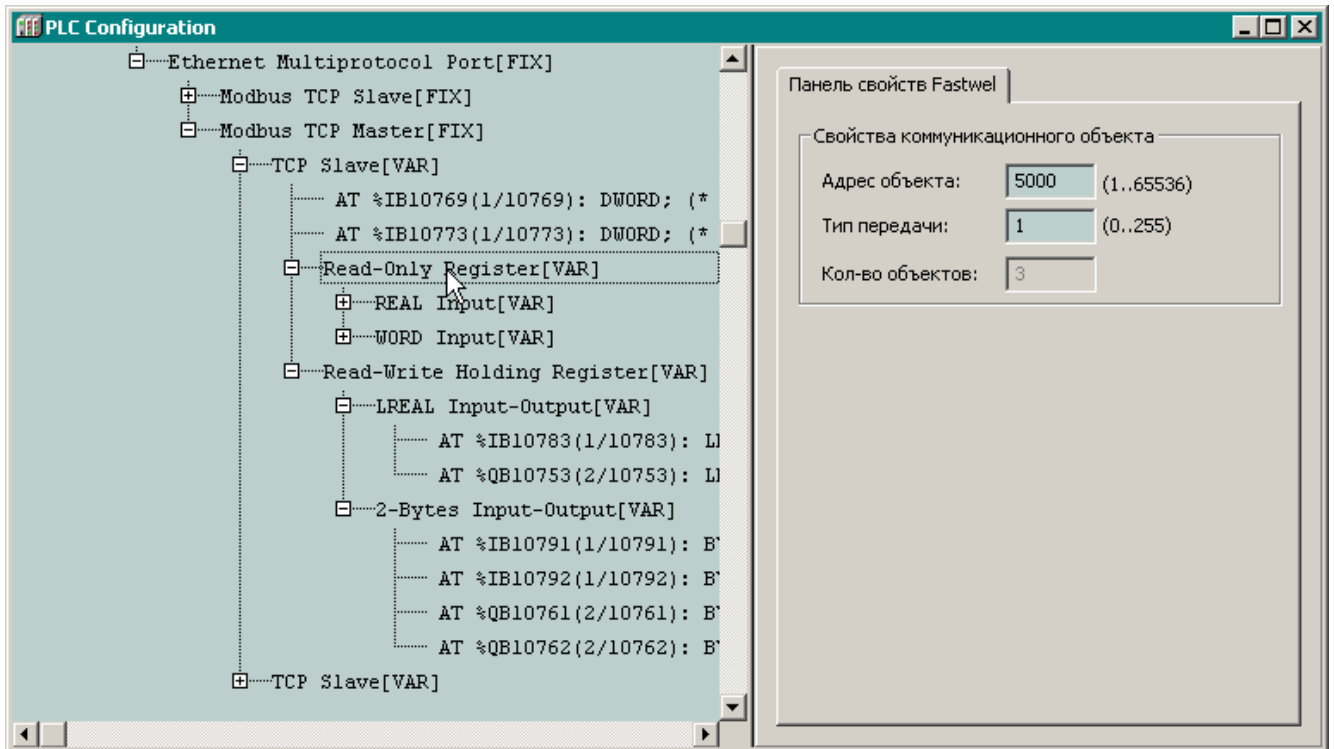 PLC Configuration
Ethernet Multiprotocol Port[FIX]
Modbus TCP Slave[FIX]
Modbus TCP Master[FIX]
TCP Slave[VAR]
AT %IB10769(1/10769): DWORD; (*
AT %IB10773(1/10773): DWORD; (*
Read-Only Register[VAR]
REAL Input[VAR]
WORD Input[VAR]
Read-Write Holding Register[VAR]
LREAL Input-Output[VAR]
AT %IB10783(1/10783):
AT %QB10753(2/10753):
2-Bytes Input-Output[VAR]
AT %IB10791(1/10791):
AT %IB10792(1/10792):
AT %QB10761(2/10761):
AT %QB10762(2/10762):
TCP Slave[VAR]
Панель свойств Fastwel
Свойства коммуникационного объекта
Адрес объекта: 5000 (1..65536)
Тип передачи: 1 (0..255)
Кол-во объектов: 3